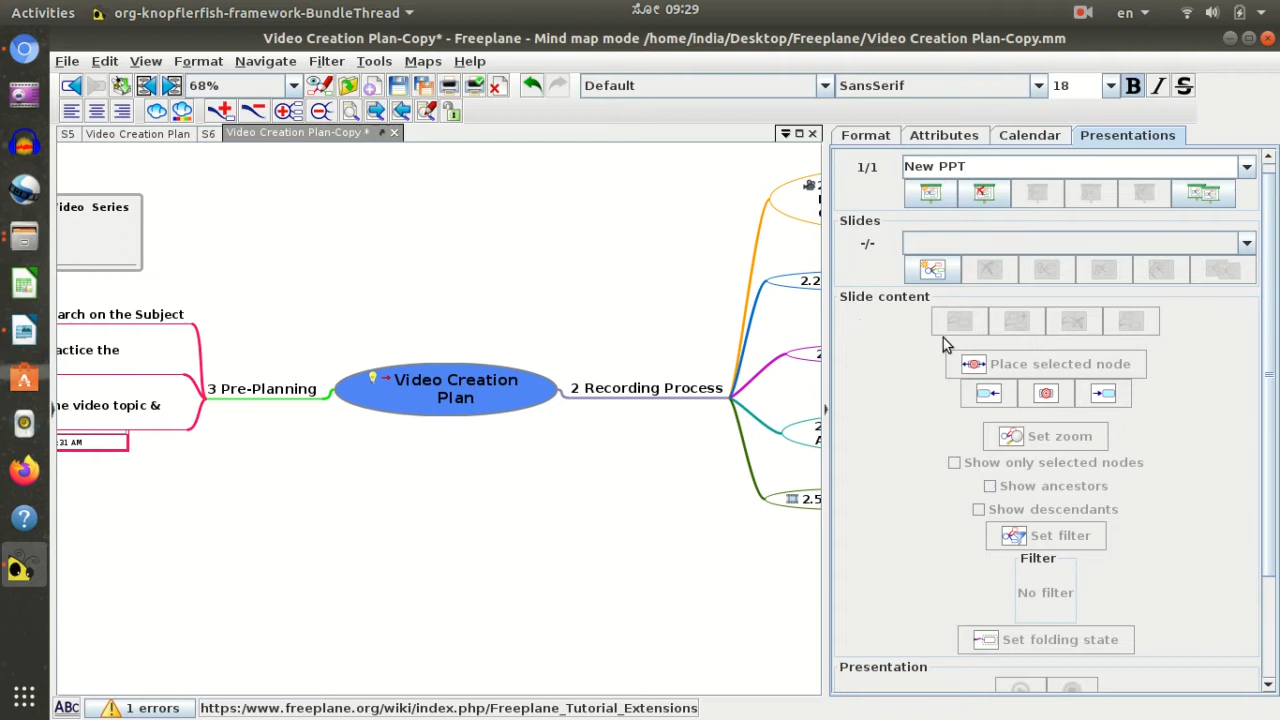 Activities org-knopflerfish-framework-BundleThread 09:29 en
Video Creation Plan-Copy* - Freeplane - Mind map mode /home/india/Desktop/Freeplane/Video Creation Plan-Copy.mm
File Edit View Format Navigate Filter Tools Maps Help
68% Default SansSerif 18 B I S
S5 Video Creation Plan S6 Video Creation Plan-Copy *
Format Attributes Calendar Presentations
1/1 New PPT
Slides
-/-
Slide content
Place selected node
Set zoom
Show only selected nodes
Show ancestors
Show descendants
Set filter
Filter
No filter
Set folding state
Presentation
ideo Series
arch on the Subject
actice the
ne video topic &
:31 AM
3 Pre-Planning
Video Creation
Plan
2 Recording Process
2.2
2.5
ABC 1 errors https:/www.freeplane.org/wiki/index.php/Freeplane_Tutorial_Extensions